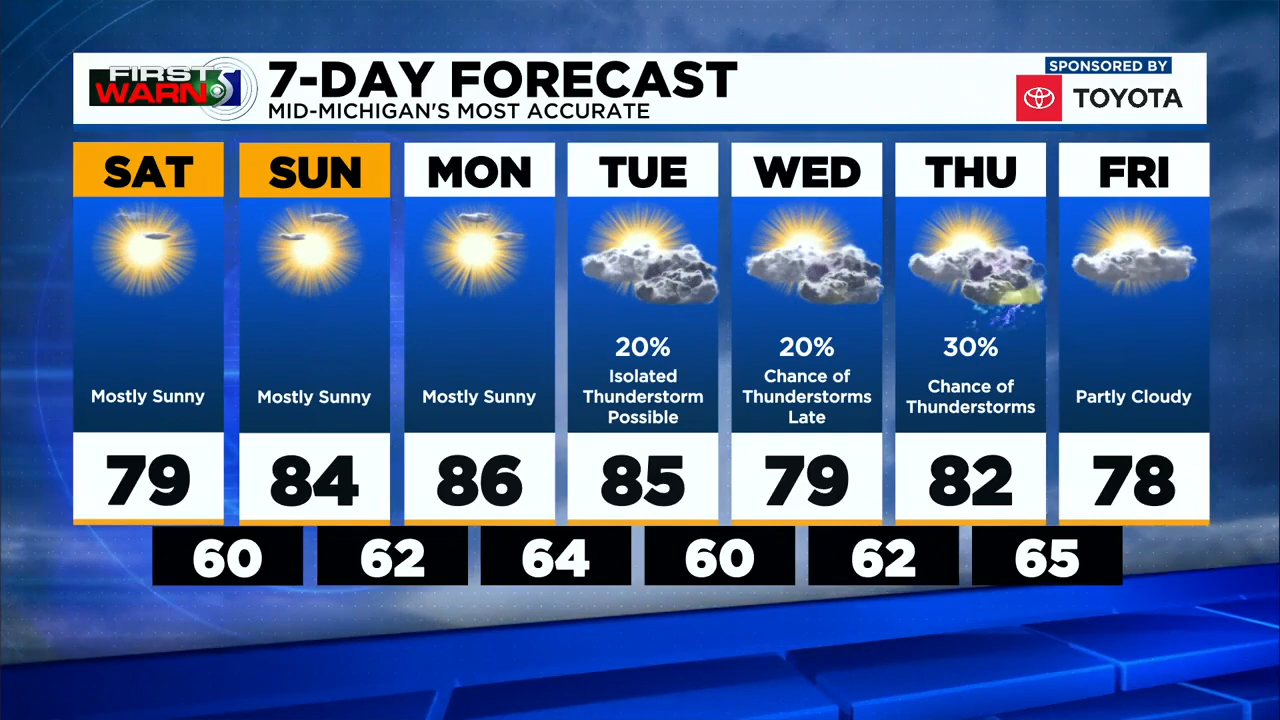 FIRST
WARN 5
7-DAY FORECAST
MID-MICHIGAN'S MOST ACCURATE
SPONSORED BY
TOYOTA
SAT
SUN
MON
TUE
WED
THU
FRI
20%
20%
30%
Mostly Sunny
Mostly Sunny
Mostly Sunny
Isolated
Thunderstorm
Possible
Chance of
Thunderstorms
Late
Chance of
Thunderstorms
Partly Cloudy
79
84
86
85
79
82
78
60
62
64
60
62
65